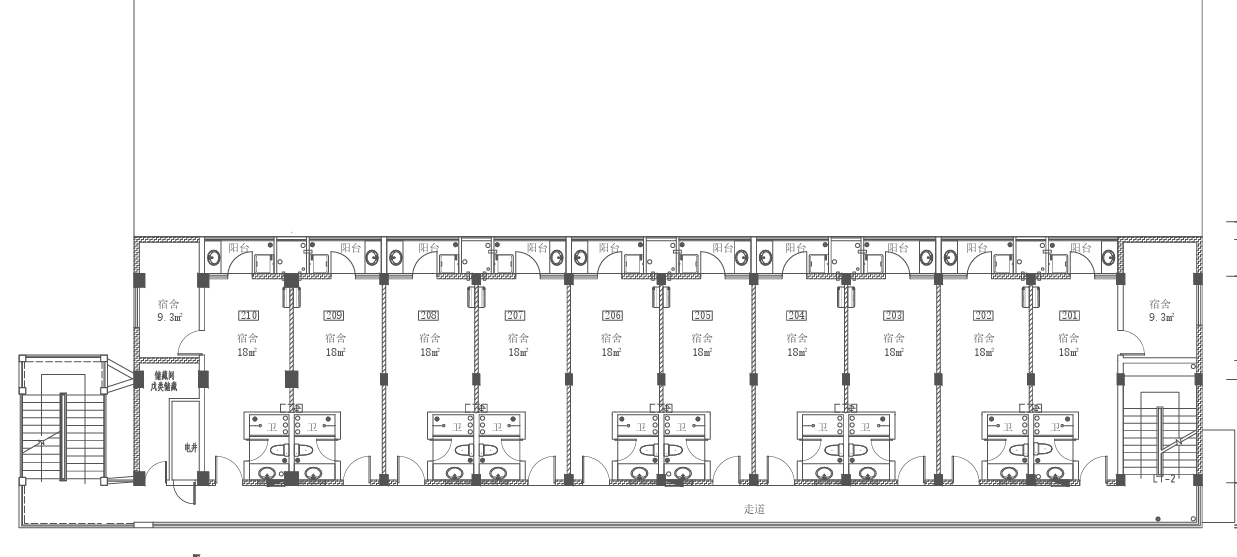 阳台 阳台 阳台 阳台 阳台 阳台 阳台 阳台 阳台 阳台
宿舍
9.3㎡
210 209 208 207 206 205 204 203 202 201
宿舍 宿舍 宿舍 宿舍 宿舍 宿舍 宿舍 宿舍 宿舍 宿舍
18㎡ 18㎡ 18㎡ 18㎡ 18㎡ 18㎡ 18㎡ 18㎡ 18㎡ 18㎡
宿舍
9.3㎡
储藏间
戊类储藏
卫 卫 卫 卫 卫 卫 卫 卫 卫 卫
电井
LT-2
走道